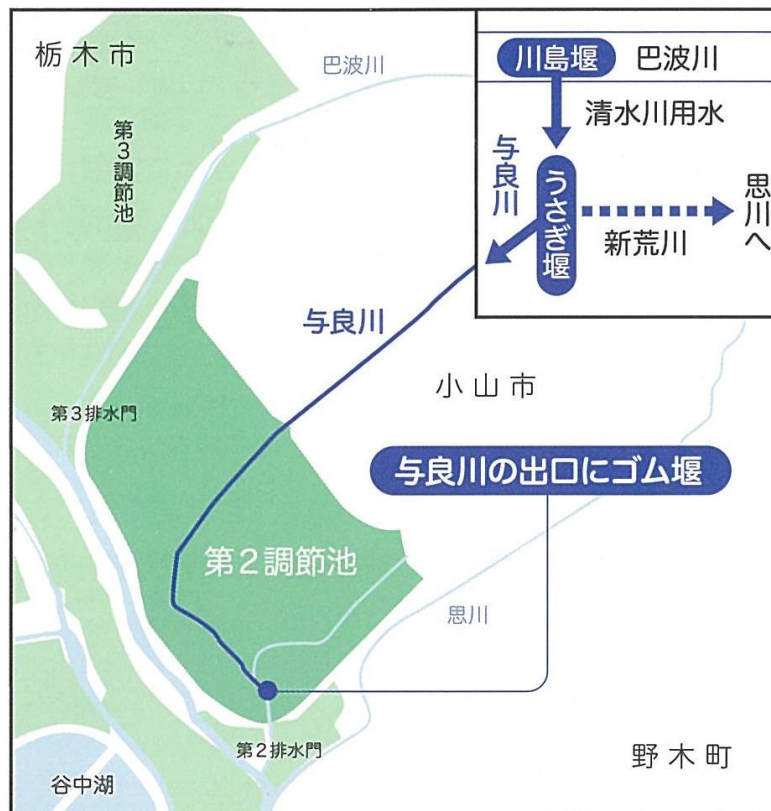 栃木市
巴波川
第3調節池
川島堰
巴波川
清水川用水
与良川
うさぎ堰
新荒川
思川へ
与良川
小山市
第3排水門
与良川の出口にゴム堰
第2調節池
思川
第2排水門
野木町
谷中湖